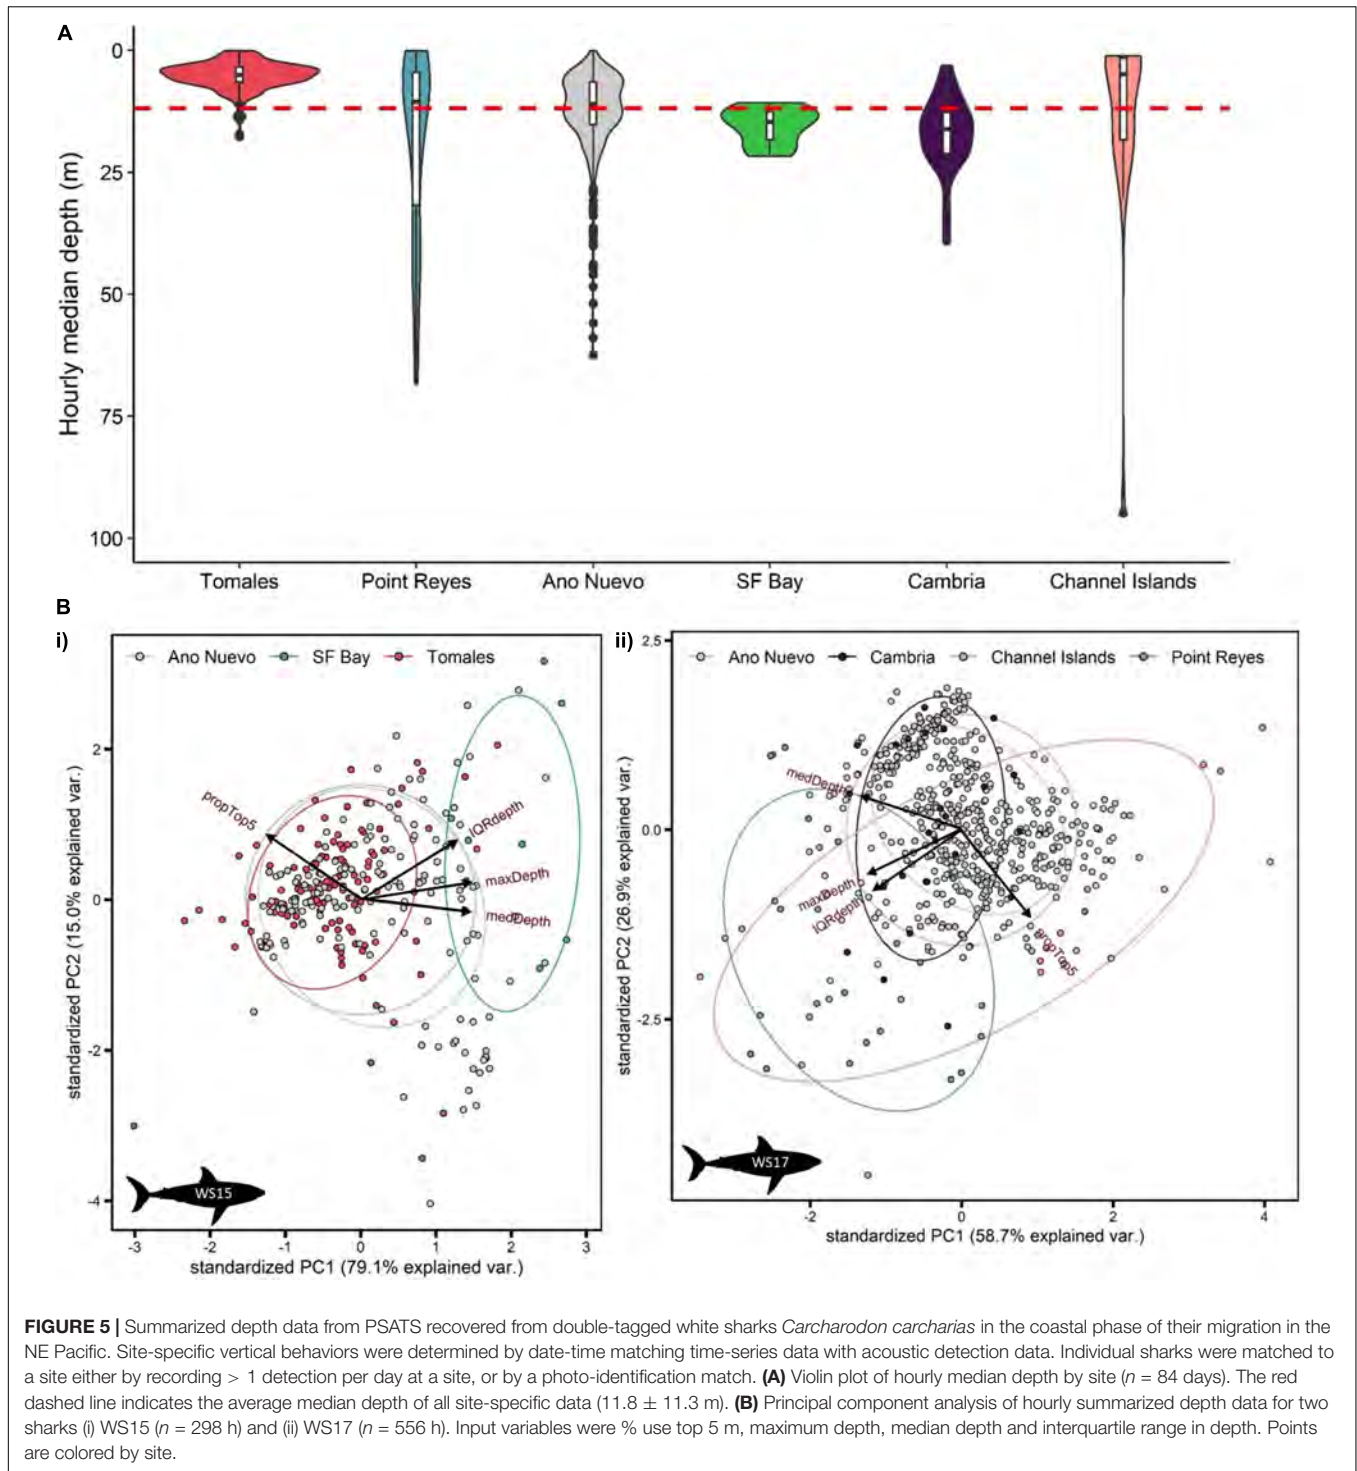 A
0
25
50
75
100
Hourly median depth (m)
Tomales Point Reyes Ano Nuevo SF Bay Cambria Channel Islands
B
i)
Ano Nuevo SF Bay Tomales
propTop5
IQRdepth
maxDepth
medDepth
2
0
-2
-4
standardized PC2 (15.0% explained var.)
WS15
-3 -2 -1 0 1 2 3
standardized PC1 (79.1% explained var.)
ii)
Ano Nuevo Cambria Channel Islands Point Reyes
medDepth
maxDepth
IQRdepth
propTop5
2.5
0.0
-2.5
standardized PC2 (26.9% explained var.)
WS17
-2 0 2 4
standardized PC1 (58.7% explained var.)
FIGURE 5 | Summarized depth data from PSATS recovered from double-tagged white sharks Carcharodon carcharias in the coastal phase of their migration in the
NE Pacific. Site-specific vertical behaviors were determined by date-time matching time-series data with acoustic detection data. Individual sharks were matched to
a site either by recording > 1 detection per day at a site, or by a photo-identification match. (A) Violin plot of hourly median depth by site (n = 84 days). The red
dashed line indicates the average median depth of all site-specific data (11.8 ± 11.3 m). (B) Principal component analysis of hourly summarized depth data for two
sharks (i) WS15 (n = 298 h) and (ii) WS17 (n = 556 h). Input variables were % use top 5 m, maximum depth, median depth and interquartile range in depth. Points
are colored by site.